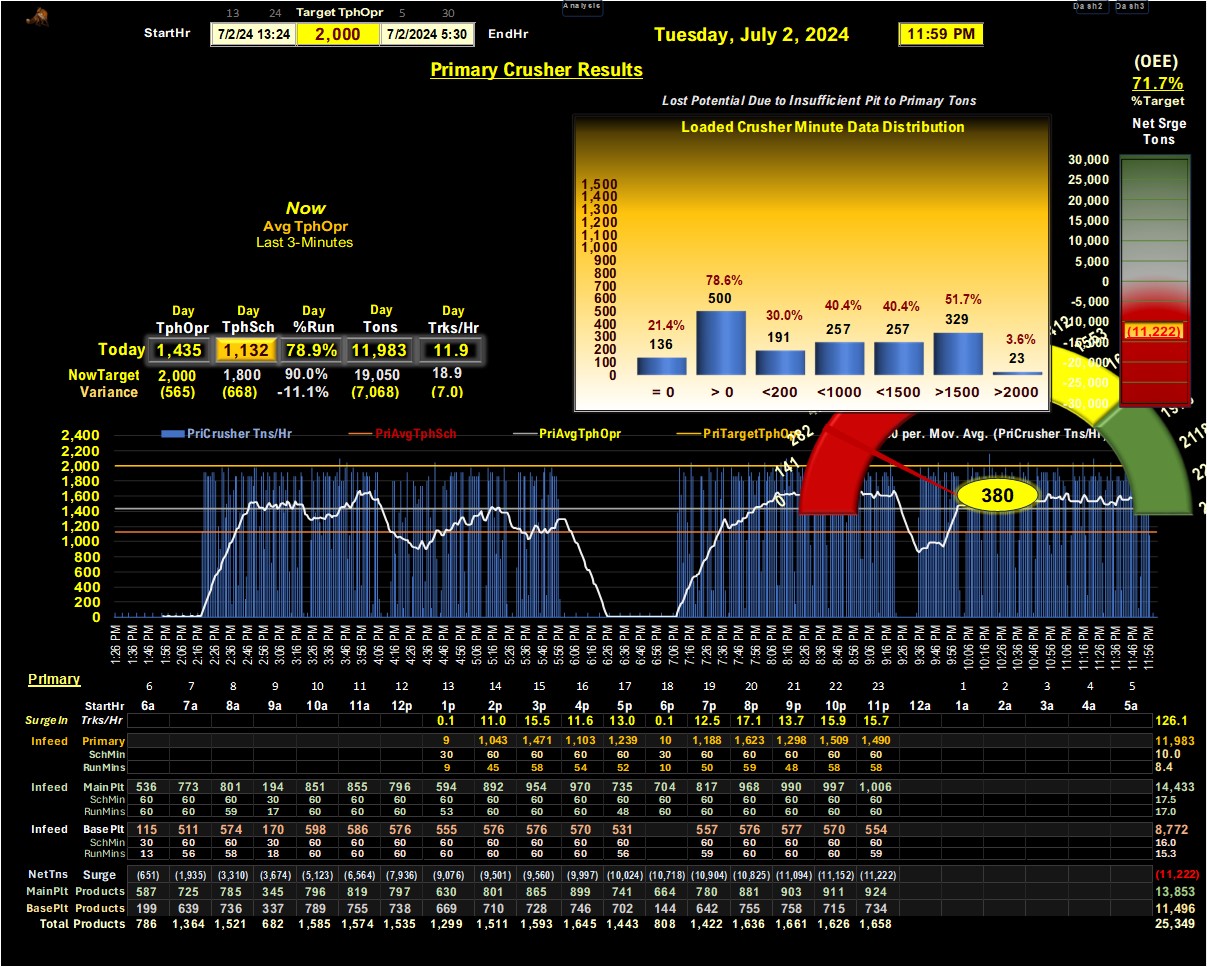 13 24 Target TphOpr 5 30
Analysis
Dash2 Dash3
StartHr 7/2/24 13:24 2,000 7/2/2024 5:30 EndHr
Tuesday, July 2, 2024 11:59 PM
Primary Crusher Results
(OEE)
71.7%
%Target
Net Srge
Tons
Lost Potential Due to Insufficient Pit to Primary Tons
Loaded Crusher Minute Data Distribution
1,500
1,400
1,300
1,200
1,100
1,000
900
800
700
600
500
400
300
200
100
0
21.4% 78.6% 30.0% 40.4% 40.4% 51.7% 3.6%
136 500 191 257 257 329 23
= 0 > 0 <200 <1000 <1500 >1500 >2000
30,000
25,000
20,000
15,000
10,000
5,000
0
-5,000
-10,000
-15,000
-20,000
-25,000
-30,000
(11,222)
Now
Avg TphOpr
Last 3-Minutes
Day Day Day Day Day
TphOpr TphSch %Run Tons Trks/Hr
Today 1,435 1,132 78.9% 11,983 11.9
NowTarget 2,000 1,800 90.0% 19,050 18.9
Variance (565) (668) -11.1% (7,068) (7.0)
0
141
282
1553
2118
380
PriCrusher Tns/Hr PriAvgTphSch PriAvgTphOpr PriTargetTphOp 0 per. Mov. Avg. (PriCrusher Tns/Hr)
2,400
2,200
2,000
1,800
1,600
1,400
1,200
1,000
800
600
400
200
0
1:26 PM 1:36 PM 1:46 PM 1:56 PM 2:06 PM 2:16 PM 2:26 PM 2:36 PM 2:46 PM 2:56 PM 3:06 PM 3:16 PM 3:26 PM 3:36 PM 3:46 PM 3:56 PM 4:06 PM 4:16 PM 4:26 PM 4:36 PM 4:46 PM 4:56 PM 5:06 PM 5:16 PM 5:26 PM 5:36 PM 5:46 PM 5:56 PM 6:06 PM 6:16 PM 6:26 PM 6:36 PM 6:46 PM 6:56 PM 7:06 PM 7:16 PM 7:26 PM 7:36 PM 7:46 PM 7:56 PM 8:06 PM 8:16 PM 8:26 PM 8:36 PM 8:46 PM 8:56 PM 9:06 PM 9:16 PM 9:26 PM 9:36 PM 9:46 PM 9:56 PM 10:06 PM 10:16 PM 10:26 PM 10:36 PM 10:46 PM 10:56 PM 11:06 PM 11:16 PM 11:26 PM 11:36 PM 11:46 PM 11:56 PM
Primary
6 7 8 9 10 11 12 13 14 15 16 17 18 19 20 21 22 23 1 2 3 4 5
StartHr 6a 7a 8a 9a 10a 11a 12p 1p 2p 3p 4p 5p 6p 7p 8p 9p 10p 11p 12a 1a 2a 3a 4a 5a
SurgeIn Trks/Hr 0.1 11.0 15.5 11.6 13.0 0.1 12.5 17.1 13.7 15.9 15.7 126.1
Infeed Primary 9 1,043 1,471 1,103 1,239 10 1,188 1,623 1,298 1,509 1,490 11,983
SchMin 30 60 60 60 60 30 60 60 60 60 60 10.0
RunMins 9 45 58 54 52 10 50 59 48 58 58 8.4
Infeed MainPlt 536 773 801 194 851 855 796 594 892 954 970 735 704 817 968 990 997 1,006 14,433
SchMin 60 60 60 30 60 60 60 60 60 60 60 60 60 60 60 60 60 60 17.5
RunMins 60 60 59 17 60 60 60 53 60 60 60 48 60 60 60 60 60 60 17.0
Infeed BasePlt 115 511 574 170 598 586 576 555 576 576 570 531 557 576 577 570 554 8,772
SchMin 30 60 60 30 60 60 60 60 60 60 60 60 60 60 60 60 60 16.0
RunMins 13 56 58 18 60 60 60 60 60 60 60 56 59 60 60 60 59 15.3
NetTns Surge (651) (1,935) (3,310) (3,674) (5,123) (6,564) (7,936) (9,076) (9,501) (9,560) (9,997) (10,024) (10,718) (10,904) (10,825) (11,094) (11,152) (11,222) (11,222)
MainPlt Products 587 725 785 345 796 819 797 630 801 865 899 741 664 780 881 903 911 924 13,853
BasePlt Products 199 639 736 337 789 755 738 669 710 728 746 702 144 642 755 758 715 734 11,496
Total Products 786 1,364 1,521 682 1,585 1,574 1,535 1,299 1,511 1,593 1,645 1,443 808 1,422 1,636 1,661 1,626 1,658 25,349